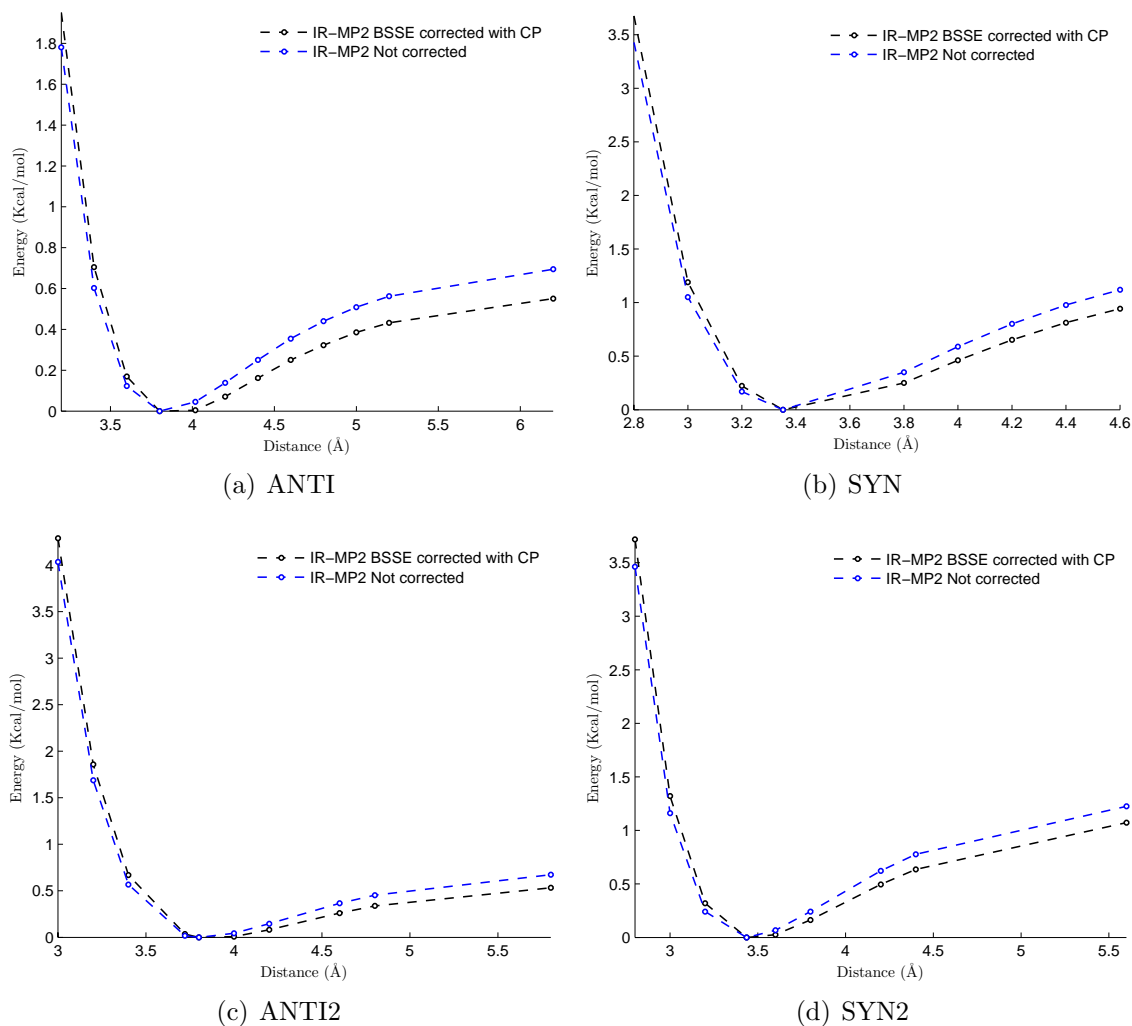 IR−MP2 BSSE corrected with CP
IR−MP2 Not corrected
1.8
1.6
1.4
1.2
1
0.8
0.6
0.4
0.2
0
Energy (Kcal/mol)
3.5 4 4.5 5 5.5 6
Distance (Å)
(a) ANTI
IR−MP2 BSSE corrected with CP
IR−MP2 Not corrected
3.5
3
2.5
2
1.5
1
0.5
0
Energy (Kcal/mol)
2.8 3 3.2 3.4 3.6 3.8 4 4.2 4.4 4.6
Distance (Å)
(b) SYN
IR−MP2 BSSE corrected with CP
IR−MP2 Not corrected
4
3.5
3
2.5
2
1.5
1
0.5
0
Energy (Kcal/mol)
3 3.5 4 4.5 5 5.5
Distance (Å)
(c) ANTI2
IR−MP2 BSSE corrected with CP
IR−MP2 Not corrected
3.5
3
2.5
2
1.5
1
0.5
0
Energy (Kcal/mol)
3 3.5 4 4.5 5 5.5
Distance (Å)
(d) SYN2